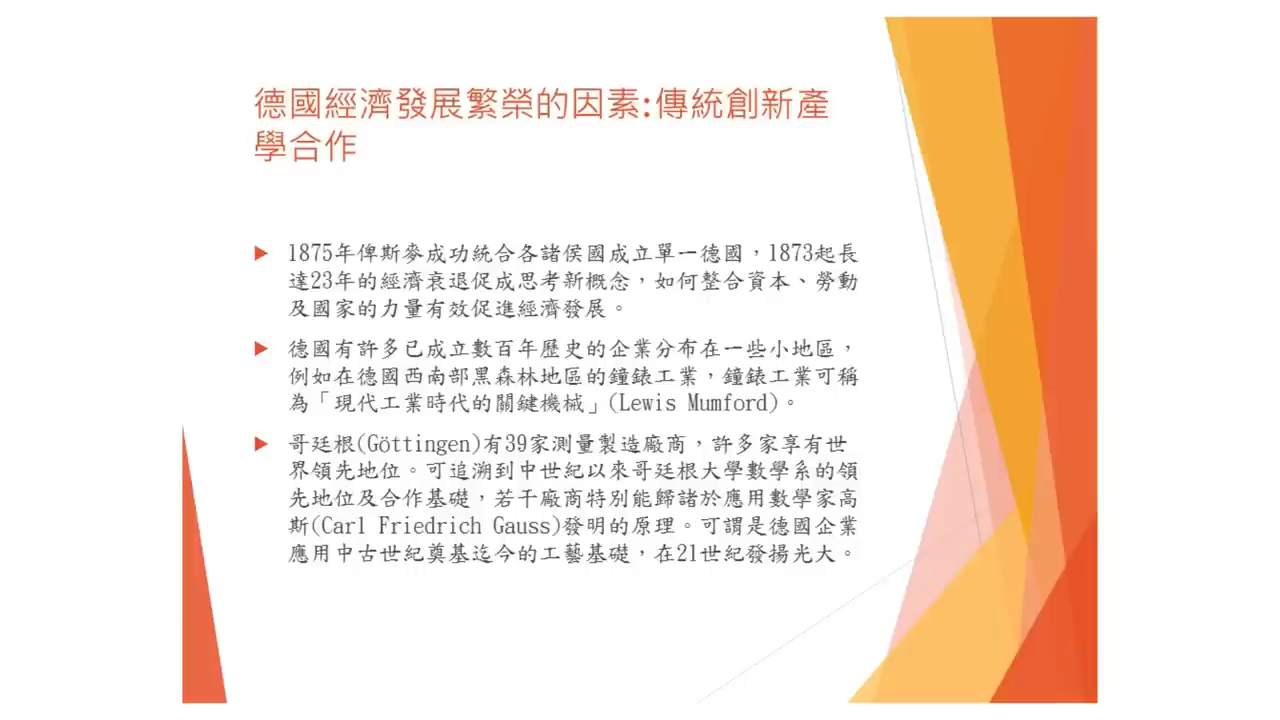 德國經濟發展繁榮的因素:傳統創新產
學合作
1875年俾斯麥成功統合各諸侯國成立單一德國，1873起長
達23年的經濟衰退促成思考新概念，如何整合資本、勞動
及國家的力量有效促進經濟發展。
德國有許多已成立數百年歷史的企業分布在一些小地區，
例如在德國西南部黑森林地區的鐘錶工業，鐘錶工業可稱
為「現代工業時代的關鍵機械」(Lewis Mumford)。
哥廷根(Göttingen)有39家測量製造廠商，許多家享有世
界領先地位。可追溯到中世紀以來哥廷根大學數學系的領
先地位及合作基礎，若干廠商特別能歸諸於應用數學家高
斯(Carl Friedrich Gauss)發明的原理。可謂是德國企業
應用中古世紀奠基迄今的工藝基礎，在21世紀發揚光大。